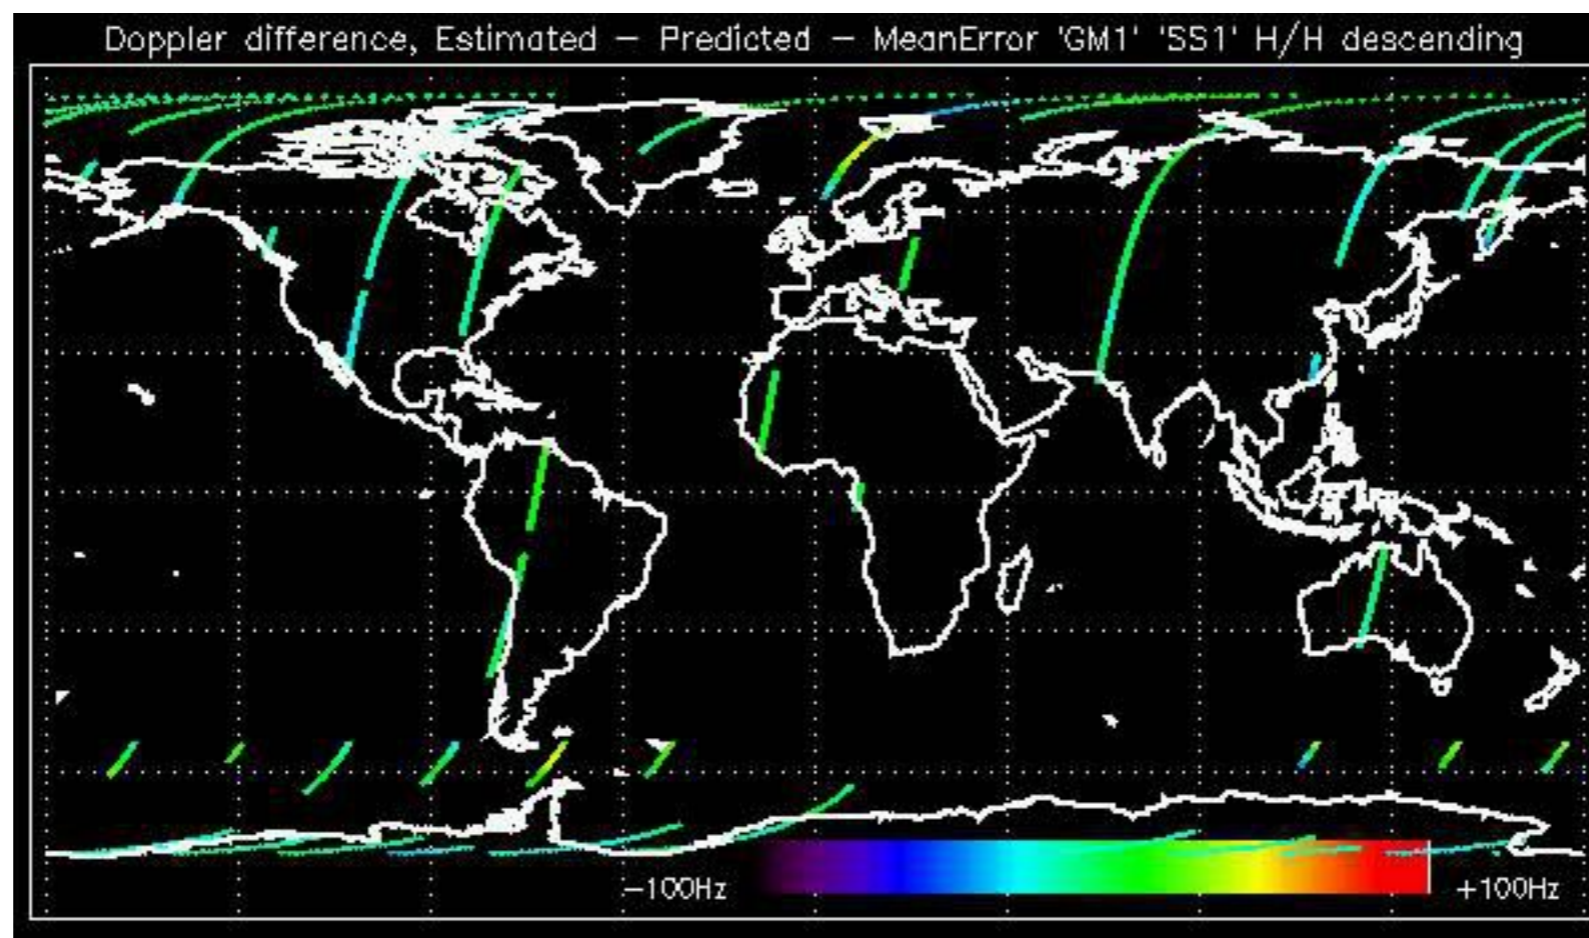 Doppler difference, Estimated – Predicted – MeanError 'GM1' 'SS1' H/H descending
–100Hz
+100Hz